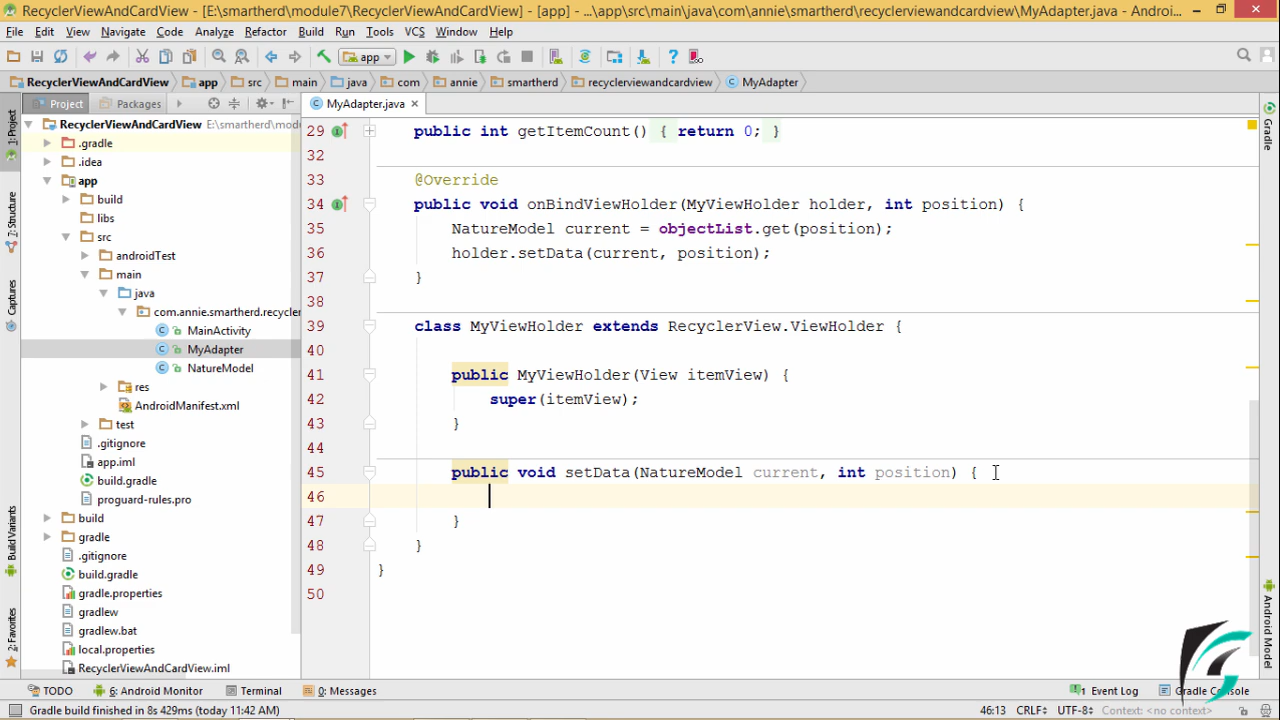 RecyclerViewAndCardView - [E:\smartherd\module7\RecyclerViewAndCardView] - [app] - ...\app\src\main\java\com\annie\smartherd\recyclerviewandcardview\MyAdapter.java - Androi...
File Edit View Navigate Code Analyze Refactor Build Run Tools VCS Window Help
app
RecyclerViewAndCardView app src main java com annie smartherd recyclerviewandcardview MyAdapter
Project Packages
MyAdapter.java
1: Project
7: Structure
Captures
Build Variants
2: Favorites
Gradle
Android Model
RecyclerViewAndCardView E:\smartherd\modu
.gradle
.idea
app
build
libs
src
androidTest
main
java
com.annie.smartherd.recycler
MainActivity
MyAdapter
NatureModel
res
AndroidManifest.xml
test
.gitignore
app.iml
build.gradle
proguard-rules.pro
build
gradle
.gitignore
build.gradle
gradle.properties
gradlew
gradlew.bat
local.properties
RecyclerViewAndCardView.iml
29 public int getItemCount() { return 0; }
32
33 @Override
34 public void onBindViewHolder(MyViewHolder holder, int position) {
35 NatureModel current = objectList.get(position);
36 holder.setData(current, position);
37 }
38
39 class MyViewHolder extends RecyclerView.ViewHolder {
40
41 public MyViewHolder(View itemView) {
42 super(itemView);
43 }
44
45 public void setData(NatureModel current, int position) {
46
47 }
48 }
49 }
50
TODO 6: Android Monitor Terminal 0: Messages 1 Event Log Gradle Console
Gradle build finished in 8s 429ms (today 11:42 AM) 46:13 CRLF÷ UTF-8÷ Context: <no context>